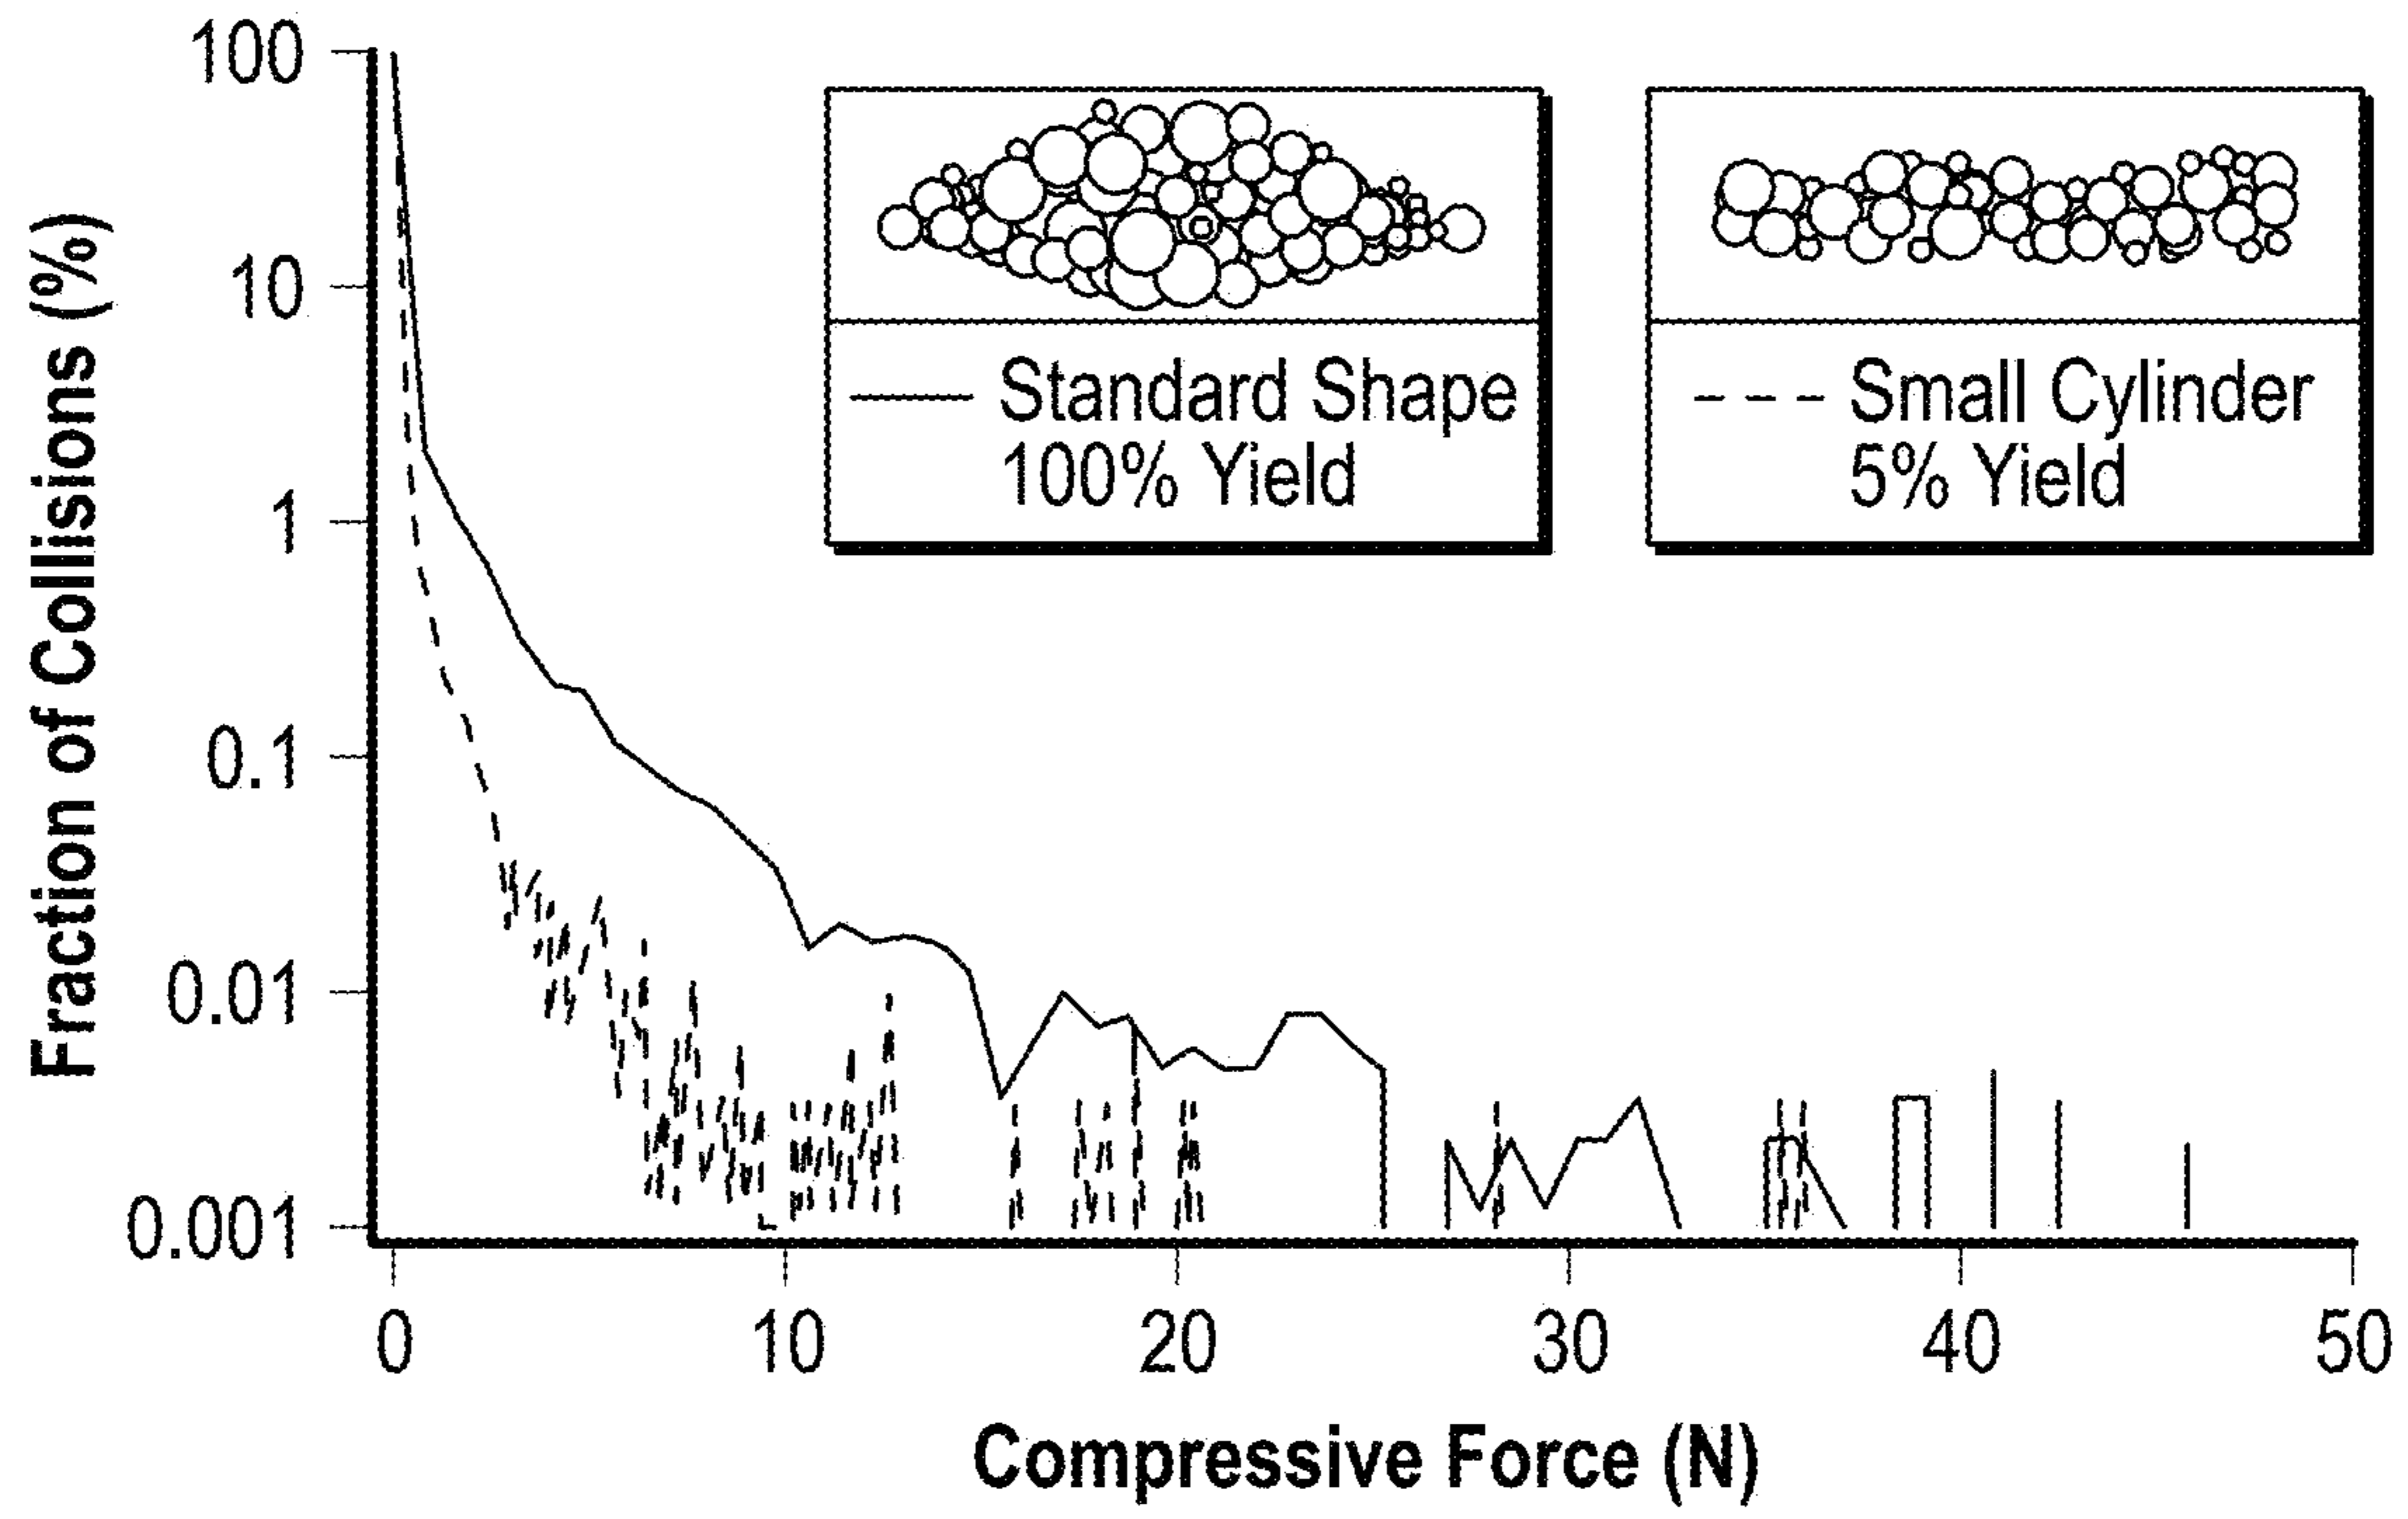 Fraction of Collisions (%)
100
10
1
0.1
0.01
0.001
Standard Shape
100% Yield
Small Cylinder
5% Yield
0 10 20 30 40 50
Compressive Force (N)